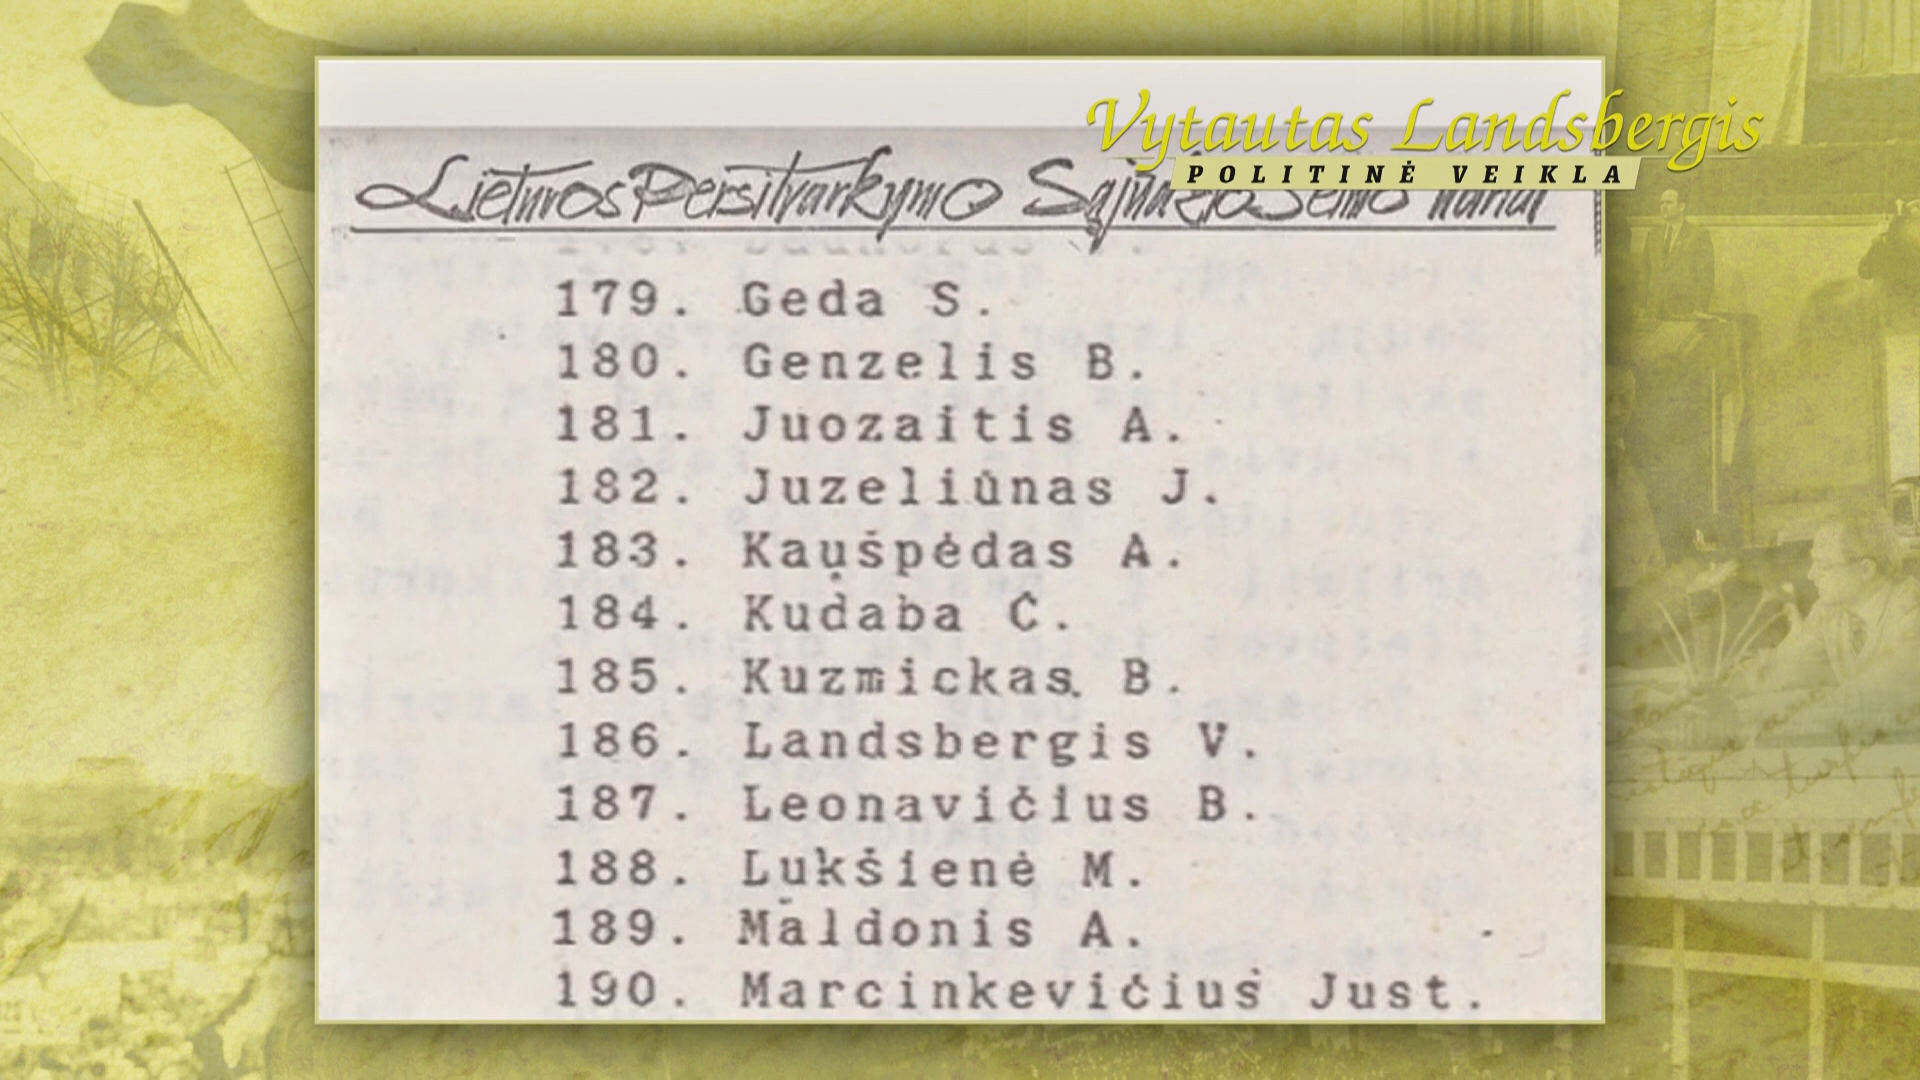 Vytautas Landsbergis
POLITINĖ VEIKLA
Lietuvos Persitvarkymo Sąjūdžio Seimo nariai
179. Geda S.
180. Genzelis B.
181. Juozaitis A.
182. Juzeliūnas J.
183. Kaušpėdas A.
184. Kudaba Č.
185. Kuzmickas B.
186. Landsbergis V.
187. Leonavičius B.
188. Lukšienė M.
189. Maldonis A.
190. Marcinkevičius Just.